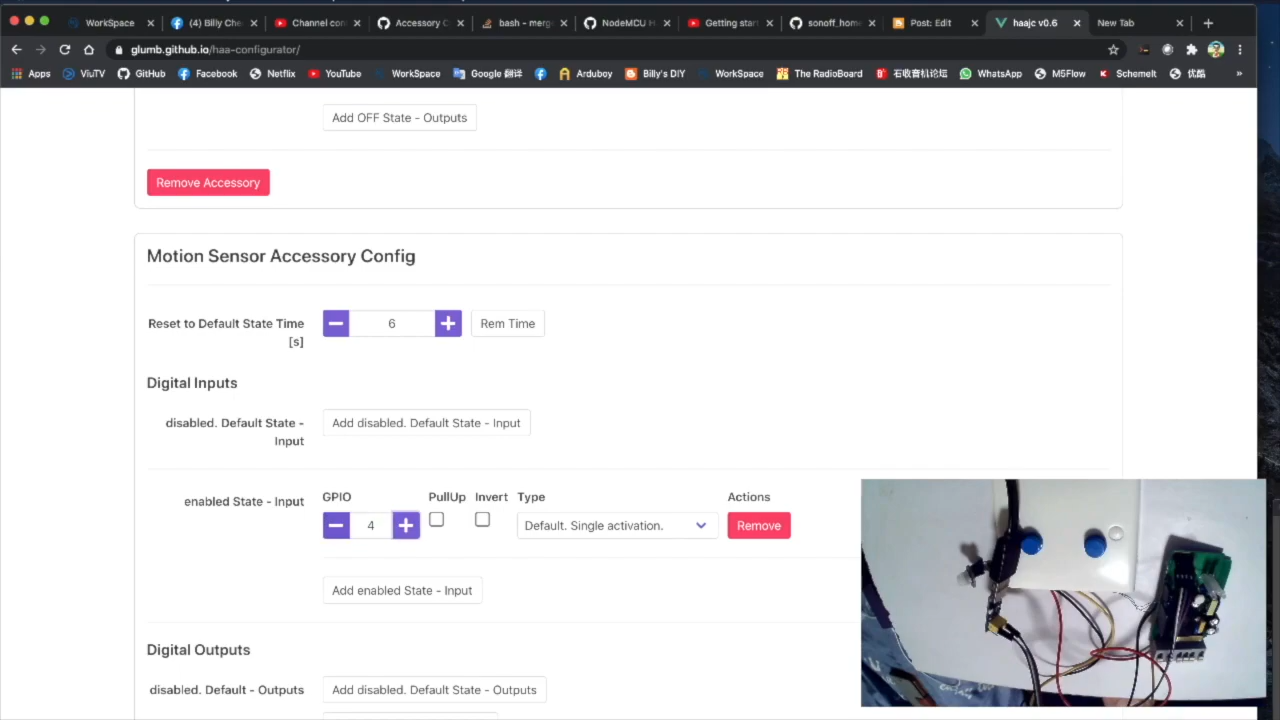 WorkSpace
(4) Billy Che
Channel con
Accessory C
bash - merg
NodeMCU H
Getting star
sonoff_hom
Post: Edit
haajc v0.6
New Tab
glumb.github.io/haa-configurator/
Apps
ViuTV
GitHub
Facebook
Netflix
YouTube
WorkSpace
Google 翻译
Arduboy
Billy's DIY
WorkSpace
The RadioBoard
石收音机论坛
WhatsApp
M5Flow
SchemeIt
优酷
»
Add OFF State - Outputs
Remove Accessory
Motion Sensor Accessory Config
Reset to Default State Time
[s]
6
Rem Time
Digital Inputs
disabled. Default State -
Input
Add disabled. Default State - Input
enabled State - Input
GPIO
PullUp
Invert
Type
Actions
4
Default. Single activation.
Remove
Add enabled State - Input
Digital Outputs
disabled. Default - Outputs
Add disabled. Default State - Outputs